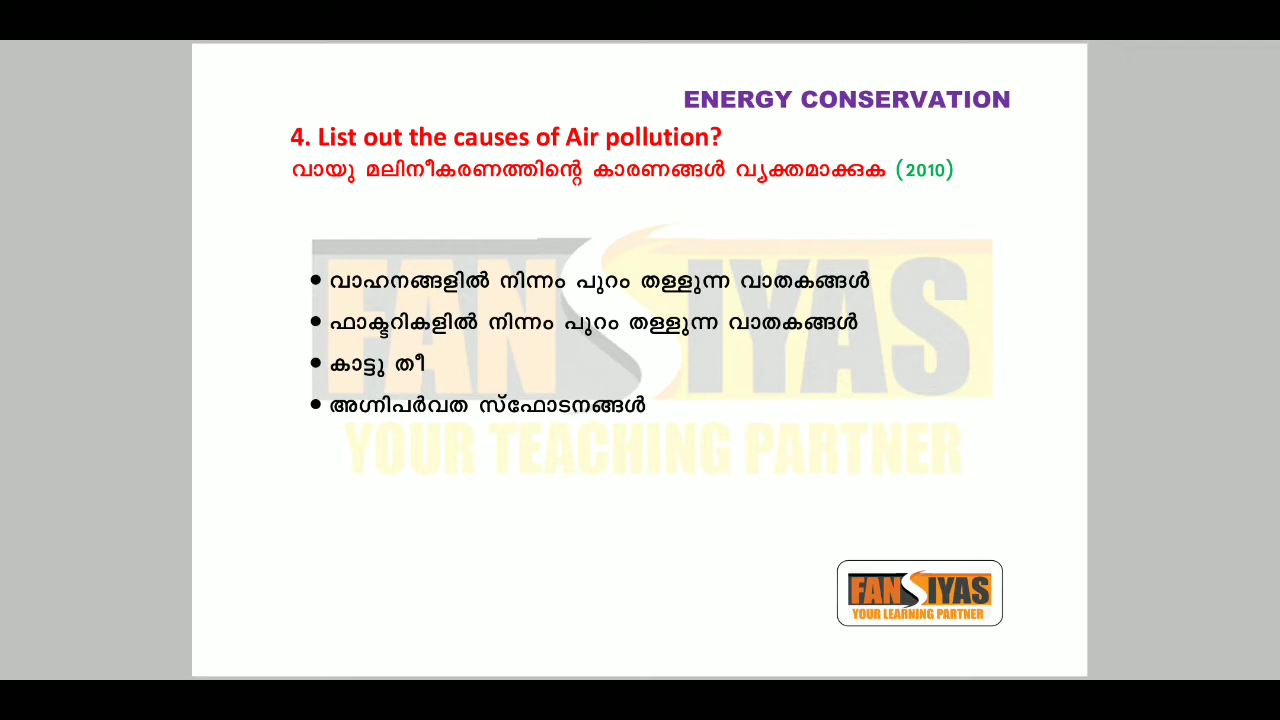 ENERGY CONSERVATION
4. List out the causes of Air pollution?
വായു മലിനീകരണത്തിന്റെ കാരണങ്ങൾ വ്യക്തമാക്കുക (2010)
• വാഹനങ്ങളിൽ നിന്നം പുറം തള്ളുന്ന വാതകങ്ങൾ
• ഫാക്ടറികളിൽ നിന്നം പുറം തള്ളുന്ന വാതകങ്ങൾ
• കാട്ടു തീ
• അഗ്നിപർവത സ്ഫോടനങ്ങൾ
FANSIYAS
YOUR TEACHING PARTNER
FANSIYAS
YOUR LEARNING PARTNER